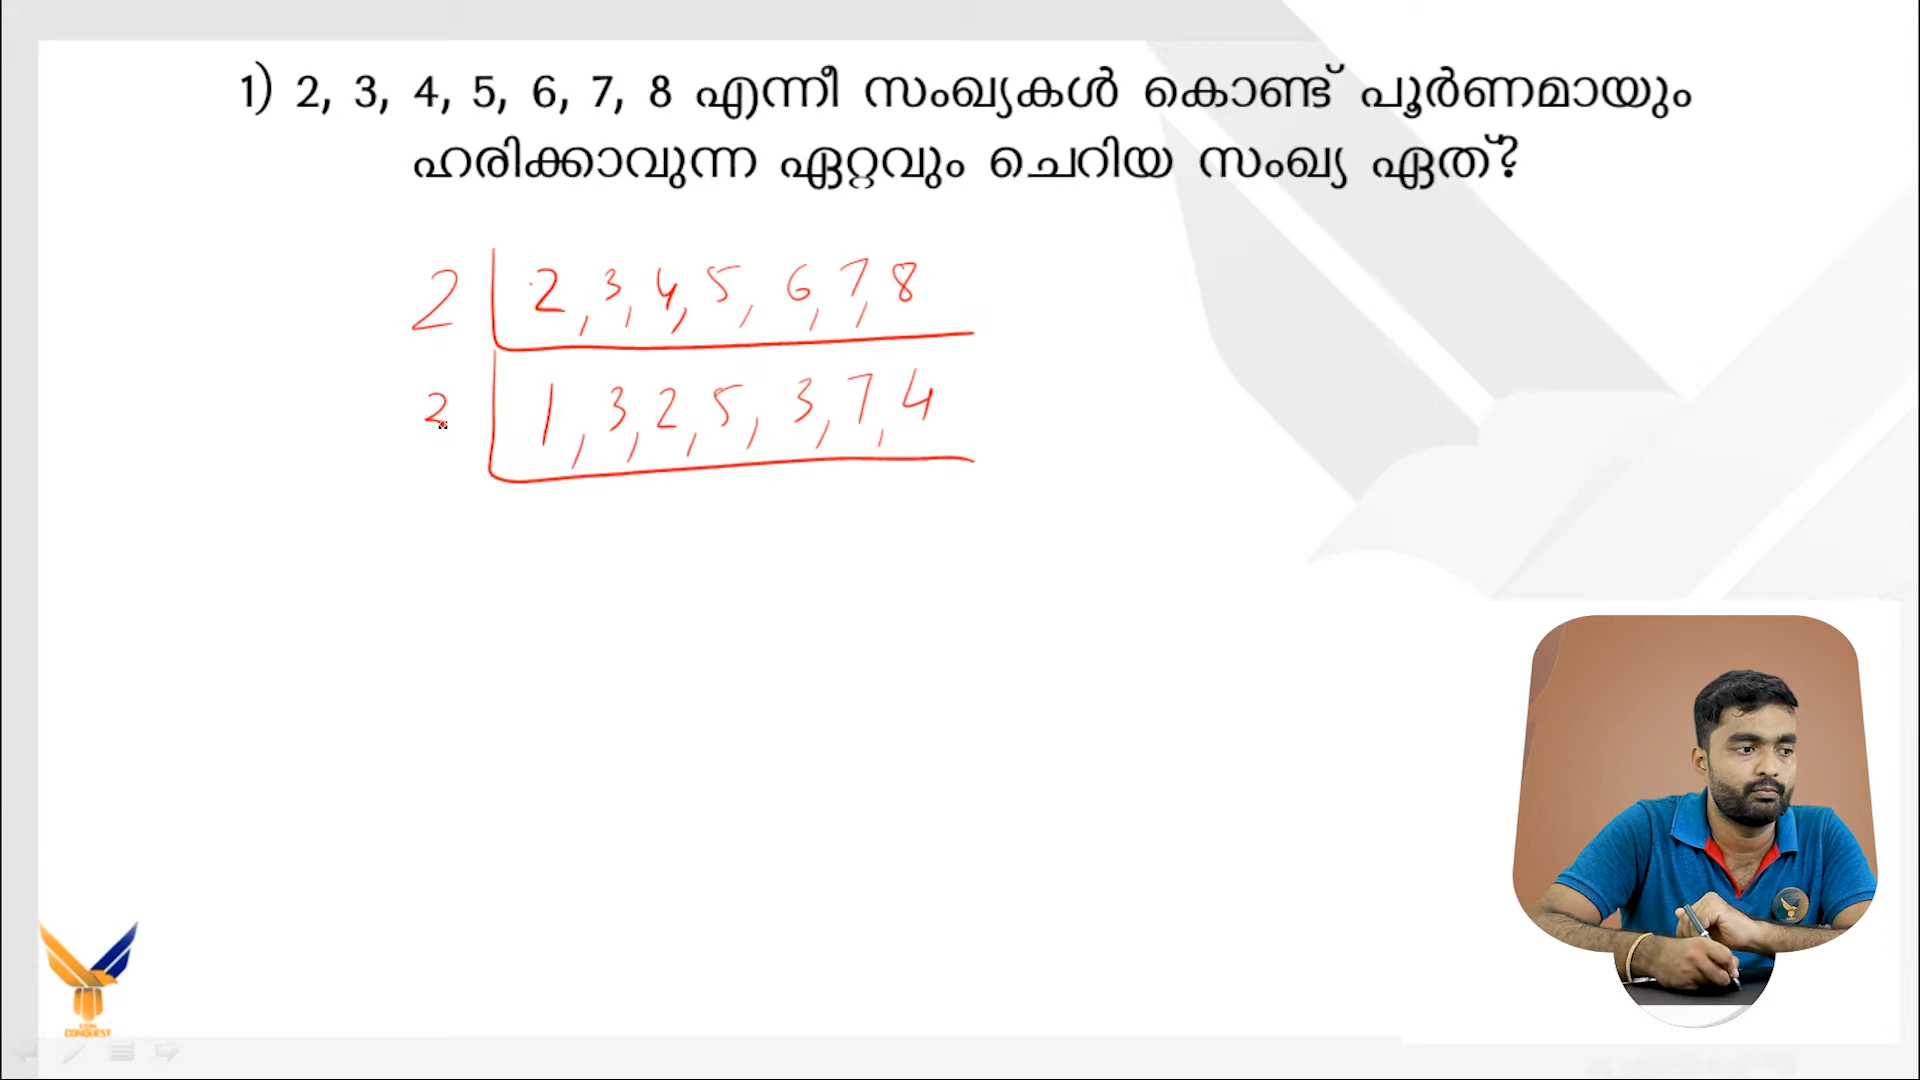 1) 2, 3, 4, 5, 6, 7, 8 എന്നീ സംഖ്യകൾ കൊണ്ട് പൂർണമായും
ഹരിക്കാവുന്ന ഏറ്റവും ചെറിയ സംഖ്യ ഏത്?
2 2, 3, 4, 5, 6, 7, 8
2 1, 3, 2, 5, 3, 7, 4
CONQUEST